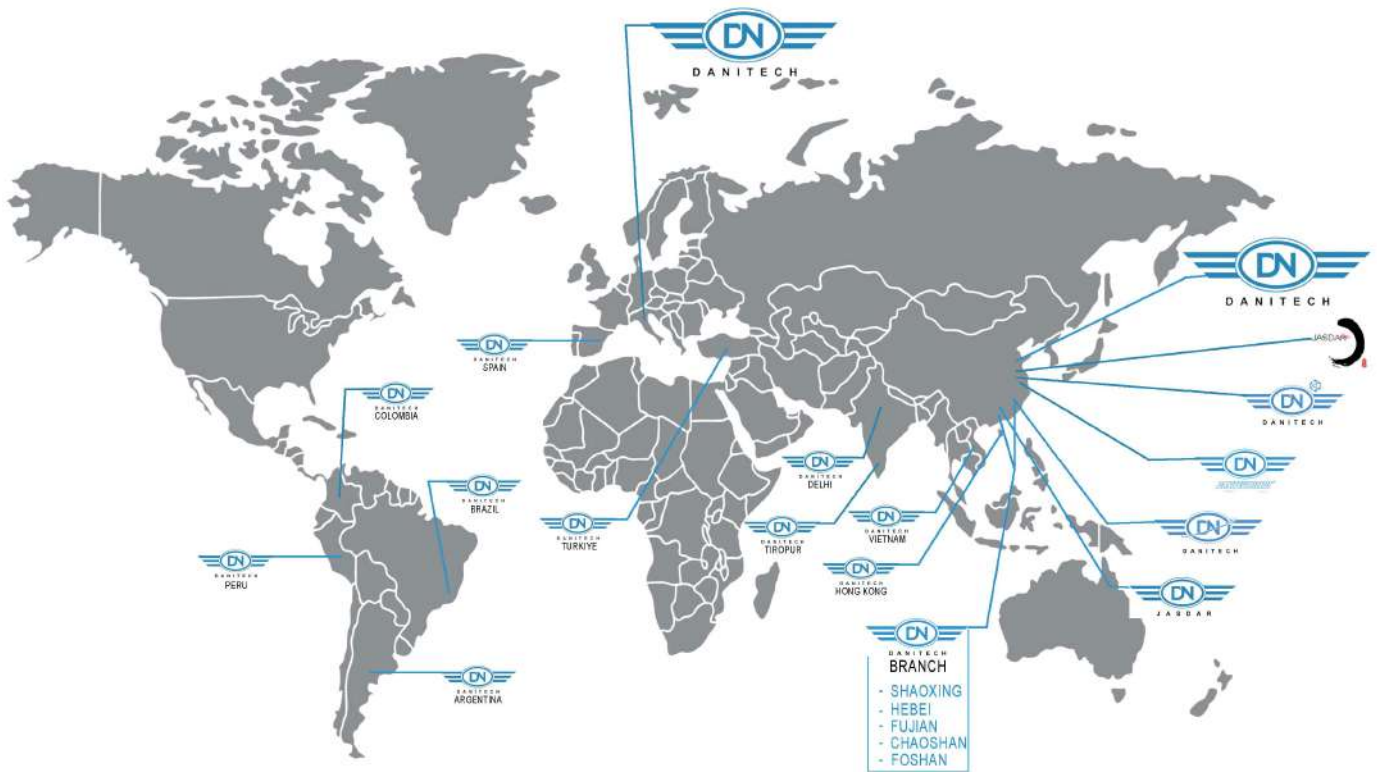 DN
DANITECH
DN
DANITECH
JASDAR
DN
DANITECH
SPAIN
DN
DANITECH
COLOMBIA
DN
DANITECH
DN
DANITECH
DELHI
DN
DN
DANITECH
BRAZIL
DN
DANITECH
VIETNAM
DN
DANITECH
TURKIYE
DN
DANITECH
TIROPUR
DN
DANITECH
DN
DANITECH
PERU
DN
DANITECH
HONG KONG
DN
JASDAR
DN
DANITECH
BRANCH
- SHAOXING
- HEBEI
- FUJIAN
- CHAOSHAN
- FOSHAN
DN
DANITECH
ARGENTINA